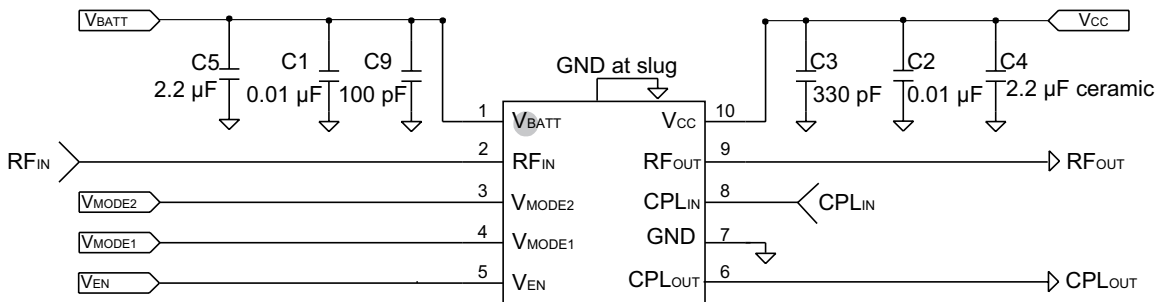 VBATT
VCC
C5
2.2 µF
C1
0.01 µF
C9
100 pF
GND at slug
C3
330 pF
C2
0.01 µF
C4
2.2 µF ceramic
1
VBATT
VCC
10
RFIN
2
RFIN
RFOUT
9
RFOUT
VMODE2
3
VMODE2
CPLIN
8
CPLIN
VMODE1
4
VMODE1
GND
7
VEN
5
VEN
CPLOUT
6
CPLOUT